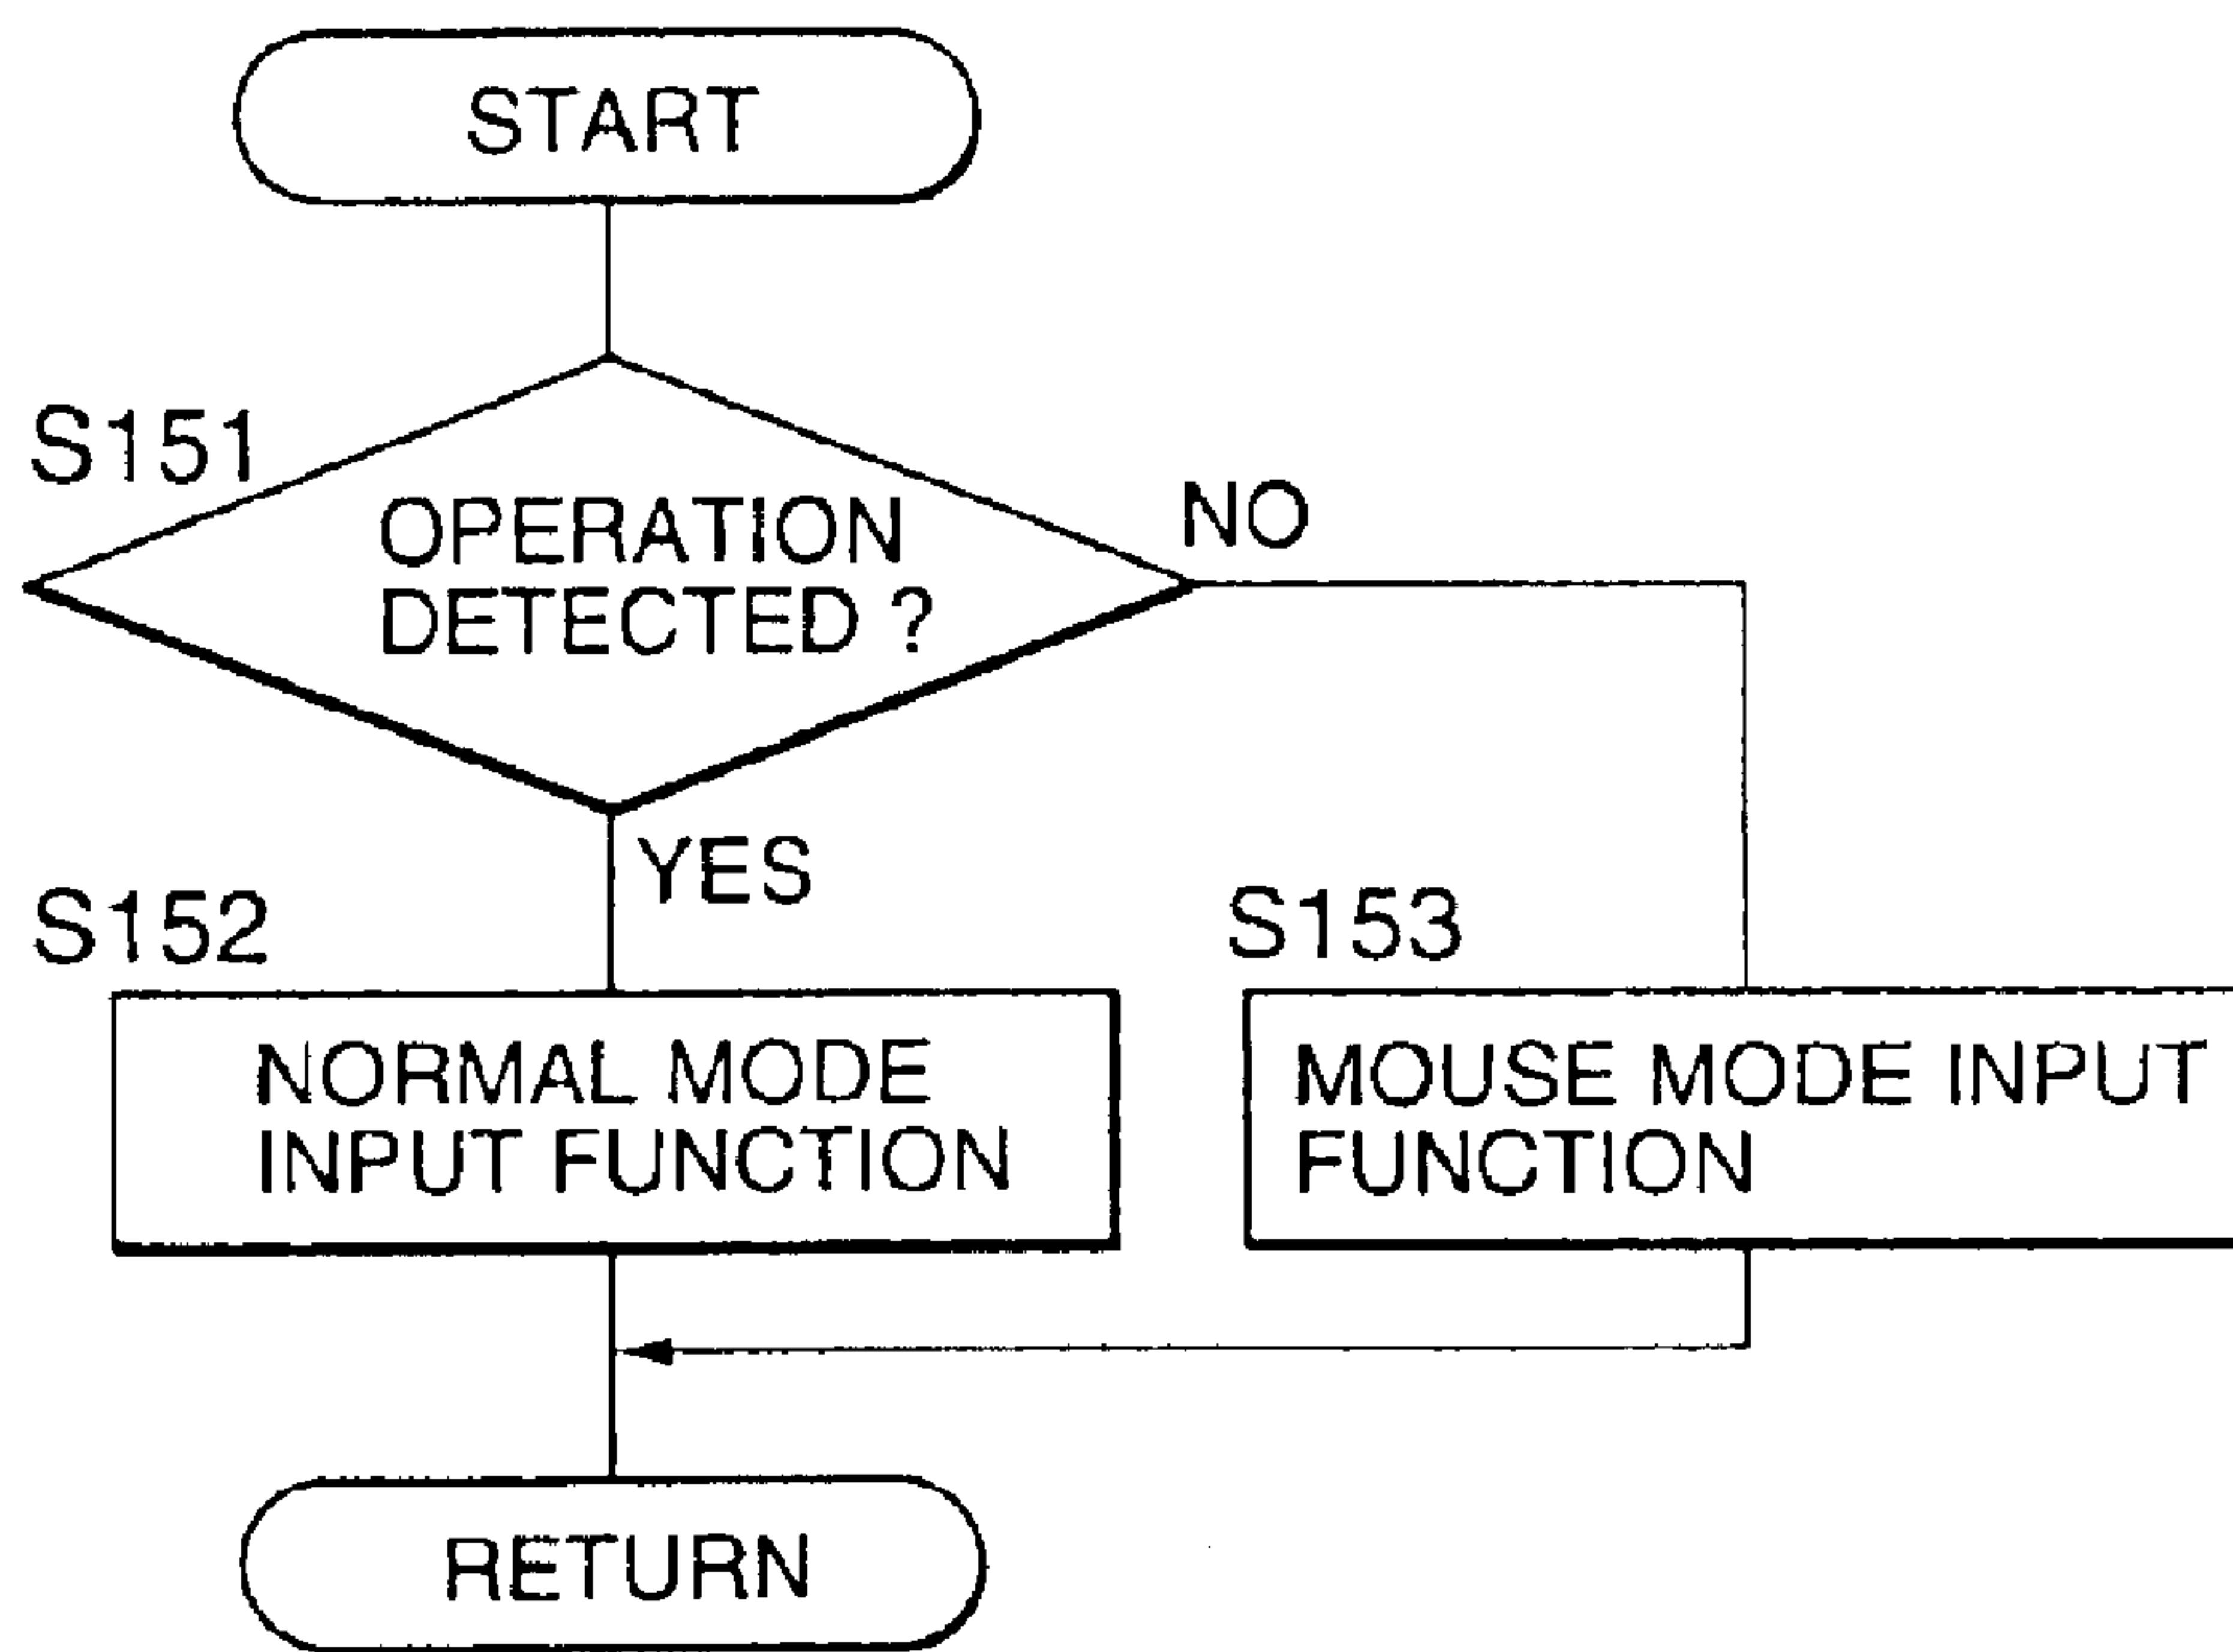 START
S151
OPERATION
DETECTED ?
NO
YES
S152
S153
NORMAL MODE
INPUT FUNCTION
MOUSE MODE INPUT
FUNCTION
RETURN